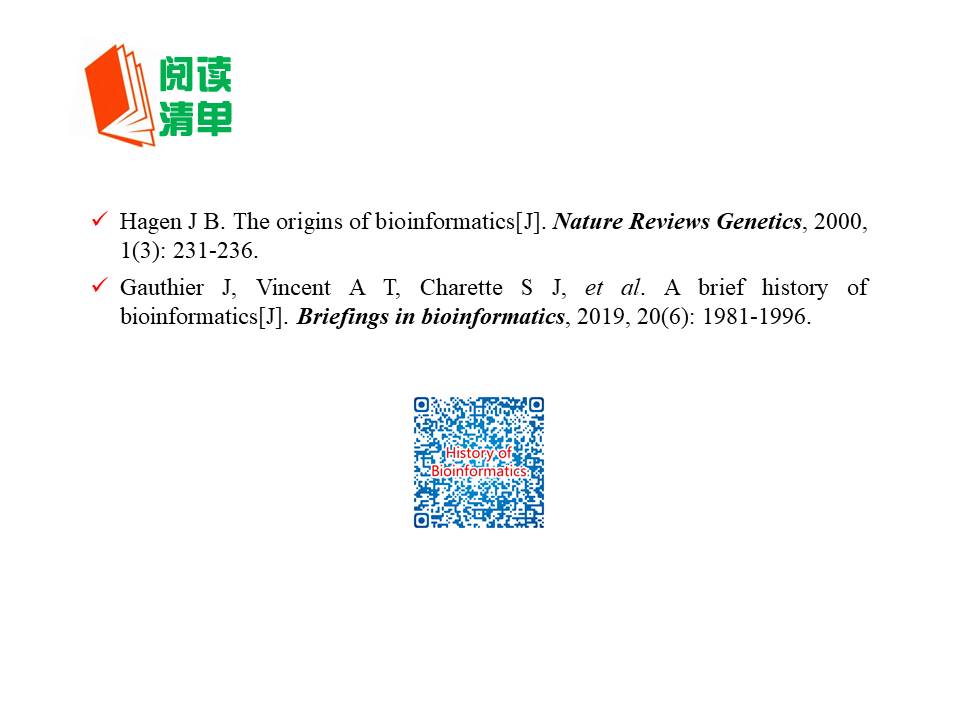 阅读
清单
Hagen J B. The origins of bioinformatics[J]. Nature Reviews Genetics, 2000,
1(3): 231-236.
Gauthier J, Vincent A T, Charette S J, et al. A brief history of
bioinformatics[J]. Briefings in bioinformatics, 2019, 20(6): 1981-1996.
History of
Bioinformatics